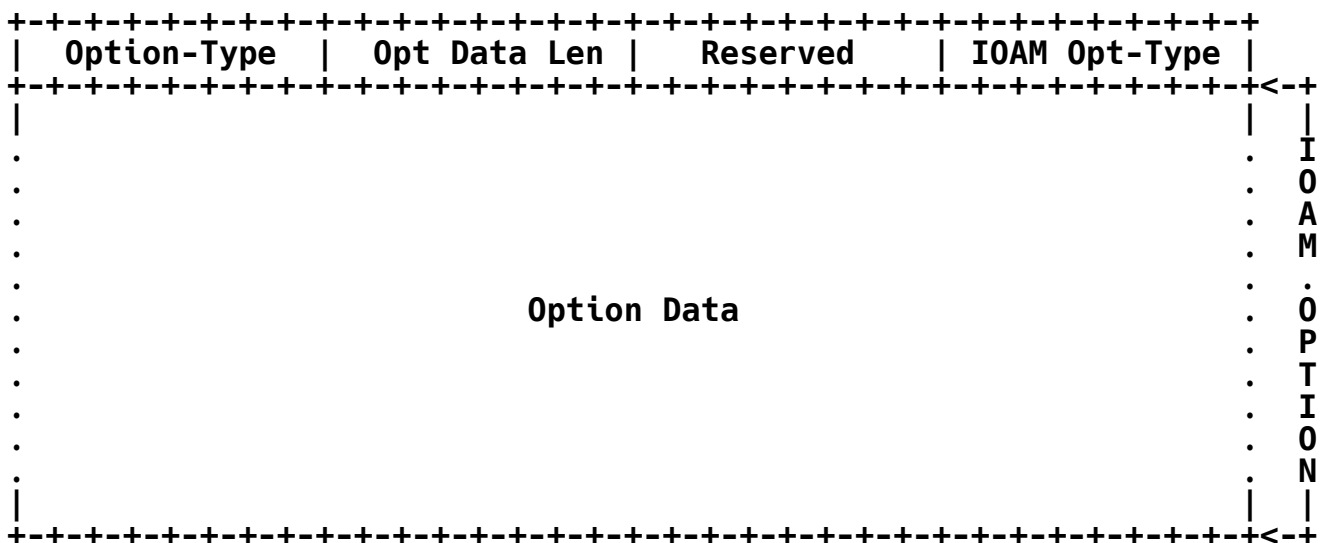 +-+-+-+-+-+-+-+-+-+-+-+-+-+-+-+-+-+-+-+-+-+-+-+-+-+-+-+-+-+-+-+-+
|  Option-Type  |  Opt Data Len |   Reserved    | IOAM Opt-Type |
+-+-+-+-+-+-+-+-+-+-+-+-+-+-+-+-+-+-+-+-+-+-+-+-+-+-+-+-+-+-+-+-+<-+
|                                                               |  |
.                                                               .  I
.                                                               .  O
.                                                               .  A
.                                                               .  M
.                                                               .  .
.                          Option Data                          .  O
.                                                               .  P
.                                                               .  T
.                                                               .  I
.                                                               .  O
.                                                               .  N
|                                                               |  |
+-+-+-+-+-+-+-+-+-+-+-+-+-+-+-+-+-+-+-+-+-+-+-+-+-+-+-+-+-+-+-+-+<-+